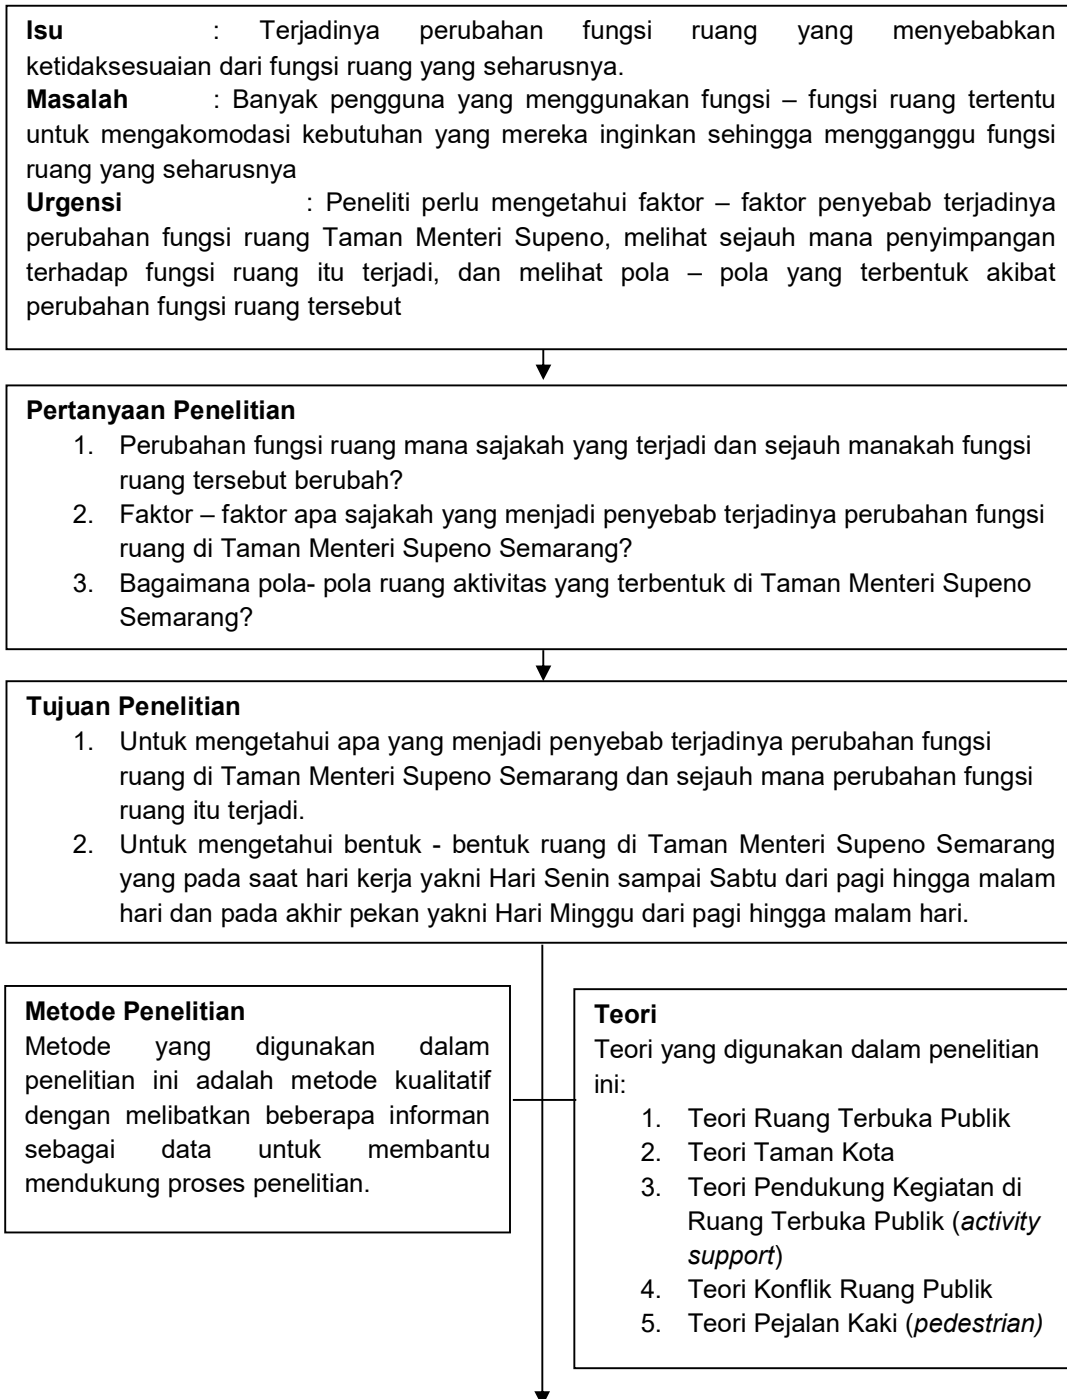 Isu : Terjadinya perubahan fungsi ruang yang menyebabkan
ketidaksesuaian dari fungsi ruang yang seharusnya.
Masalah : Banyak pengguna yang menggunakan fungsi – fungsi ruang tertentu
untuk mengakomodasi kebutuhan yang mereka inginkan sehingga mengganggu fungsi
ruang yang seharusnya
Urgensi : Peneliti perlu mengetahui faktor – faktor penyebab terjadinya
perubahan fungsi ruang Taman Menteri Supeno, melihat sejauh mana penyimpangan
terhadap fungsi ruang itu terjadi, dan melihat pola – pola yang terbentuk akibat
perubahan fungsi ruang tersebut
Pertanyaan Penelitian
1. Perubahan fungsi ruang mana sajakah yang terjadi dan sejauh manakah fungsi
ruang tersebut berubah?
2. Faktor – faktor apa sajakah yang menjadi penyebab terjadinya perubahan fungsi
ruang di Taman Menteri Supeno Semarang?
3. Bagaimana pola- pola ruang aktivitas yang terbentuk di Taman Menteri Supeno
Semarang?
Tujuan Penelitian
1. Untuk mengetahui apa yang menjadi penyebab terjadinya perubahan fungsi
ruang di Taman Menteri Supeno Semarang dan sejauh mana perubahan fungsi
ruang itu terjadi.
2. Untuk mengetahui bentuk - bentuk ruang di Taman Menteri Supeno Semarang
yang pada saat hari kerja yakni Hari Senin sampai Sabtu dari pagi hingga malam
hari dan pada akhir pekan yakni Hari Minggu dari pagi hingga malam hari.
Metode Penelitian
Metode yang digunakan dalam
penelitian ini adalah metode kualitatif
dengan melibatkan beberapa informan
sebagai data untuk membantu
mendukung proses penelitian.
Teori
Teori yang digunakan dalam penelitian
ini:
1. Teori Ruang Terbuka Publik
2. Teori Taman Kota
3. Teori Pendukung Kegiatan di
Ruang Terbuka Publik (activity
support)
4. Teori Konflik Ruang Publik
5. Teori Pejalan Kaki (pedestrian)